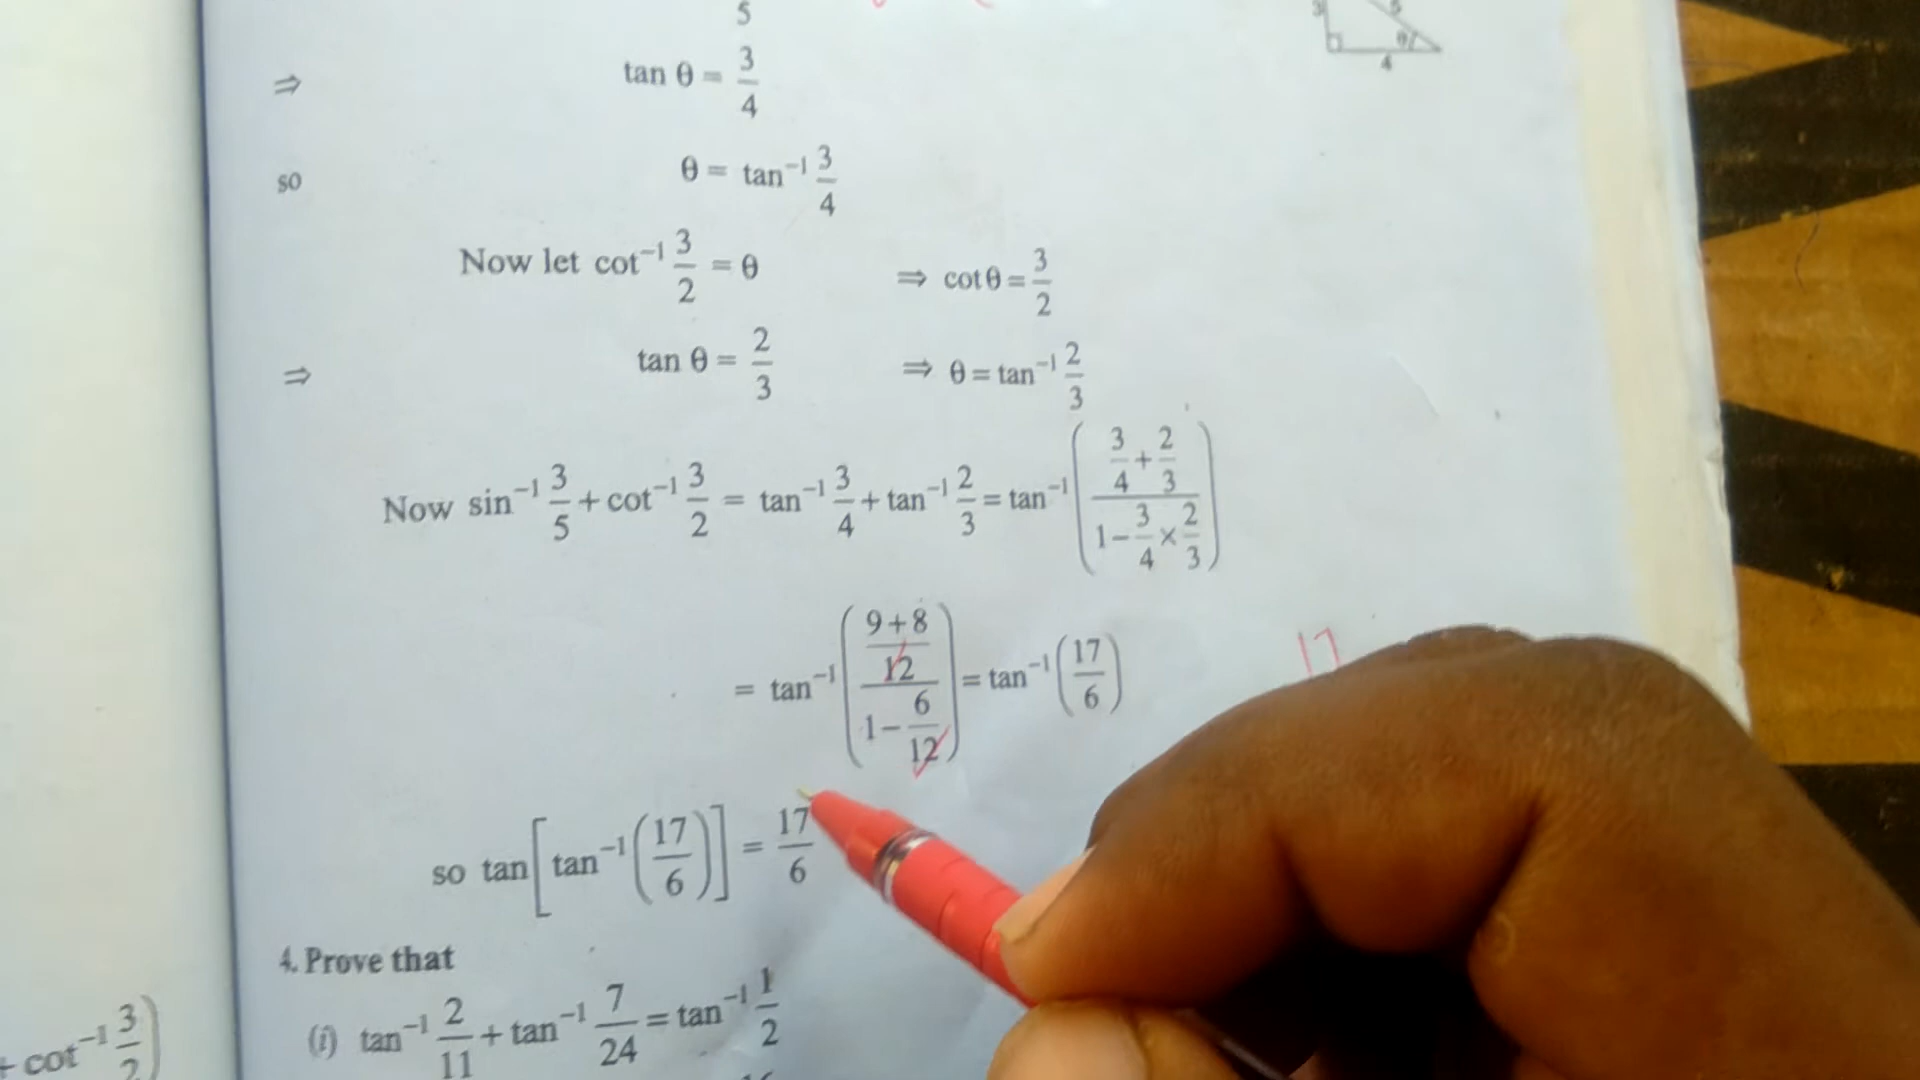 5
3 5 θ 4
⇒ tan θ = 3/4
so θ = tan⁻¹ 3/4
Now let cot⁻¹ 3/2 = θ ⇒ cot θ = 3/2
⇒ tan θ = 2/3 ⇒ θ = tan⁻¹ 2/3
Now sin⁻¹ 3/5 + cot⁻¹ 3/2 = tan⁻¹ 3/4 + tan⁻¹ 2/3 = tan⁻¹ ((3/4 + 2/3)/(1 − 3/4 × 2/3))
= tan⁻¹ (((9+8)/12)/(1 − 6/12)) = tan⁻¹ (17/6) 17
so tan [tan⁻¹ (17/6)] = 17/6
4. Prove that
(i) tan⁻¹ 2/11 + tan⁻¹ 7/24 = tan⁻¹ 1/2
+ cot⁻¹ 3/2)